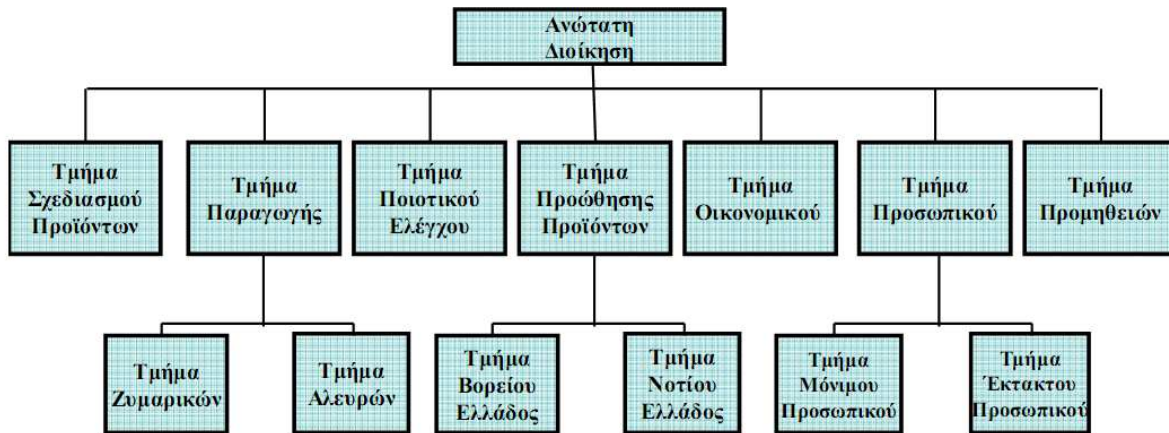 Ανώτατη
Διοίκηση
Τμήμα
Σχεδιασμού
Προϊόντων
Τμήμα
Παραγωγής
Τμήμα
Ποιοτικού
Ελέγχου
Τμήμα
Προώθησης
Προϊόντων
Τμήμα
Οικονομικού
Τμήμα
Προσωπικού
Τμήμα
Προμηθειών
Τμήμα
Ζυμαρικών
Τμήμα
Αλευρών
Τμήμα
Βορείου
Ελλάδος
Τμήμα
Νοτίου
Ελλάδος
Τμήμα
Μόνιμου
Προσωπικού
Τμήμα
Έκτακτου
Προσωπικού